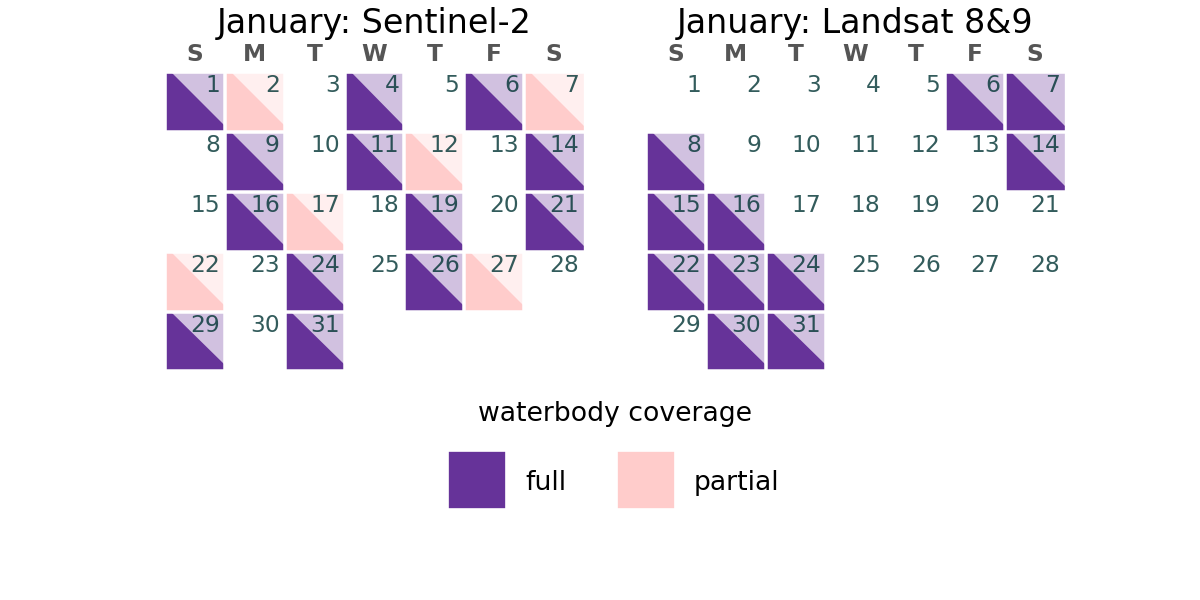 January: Sentinel-2
S M T W T F S
1 2 3 4 5 6 7
8 9 10 11 12 13 14
15 16 17 18 19 20 21
22 23 24 25 26 27 28
29 30 31
January: Landsat 8&9
S M T W T F S
1 2 3 4 5 6 7
8 9 10 11 12 13 14
15 16 17 18 19 20 21
22 23 24 25 26 27 28
29 30 31
waterbody coverage
full partial